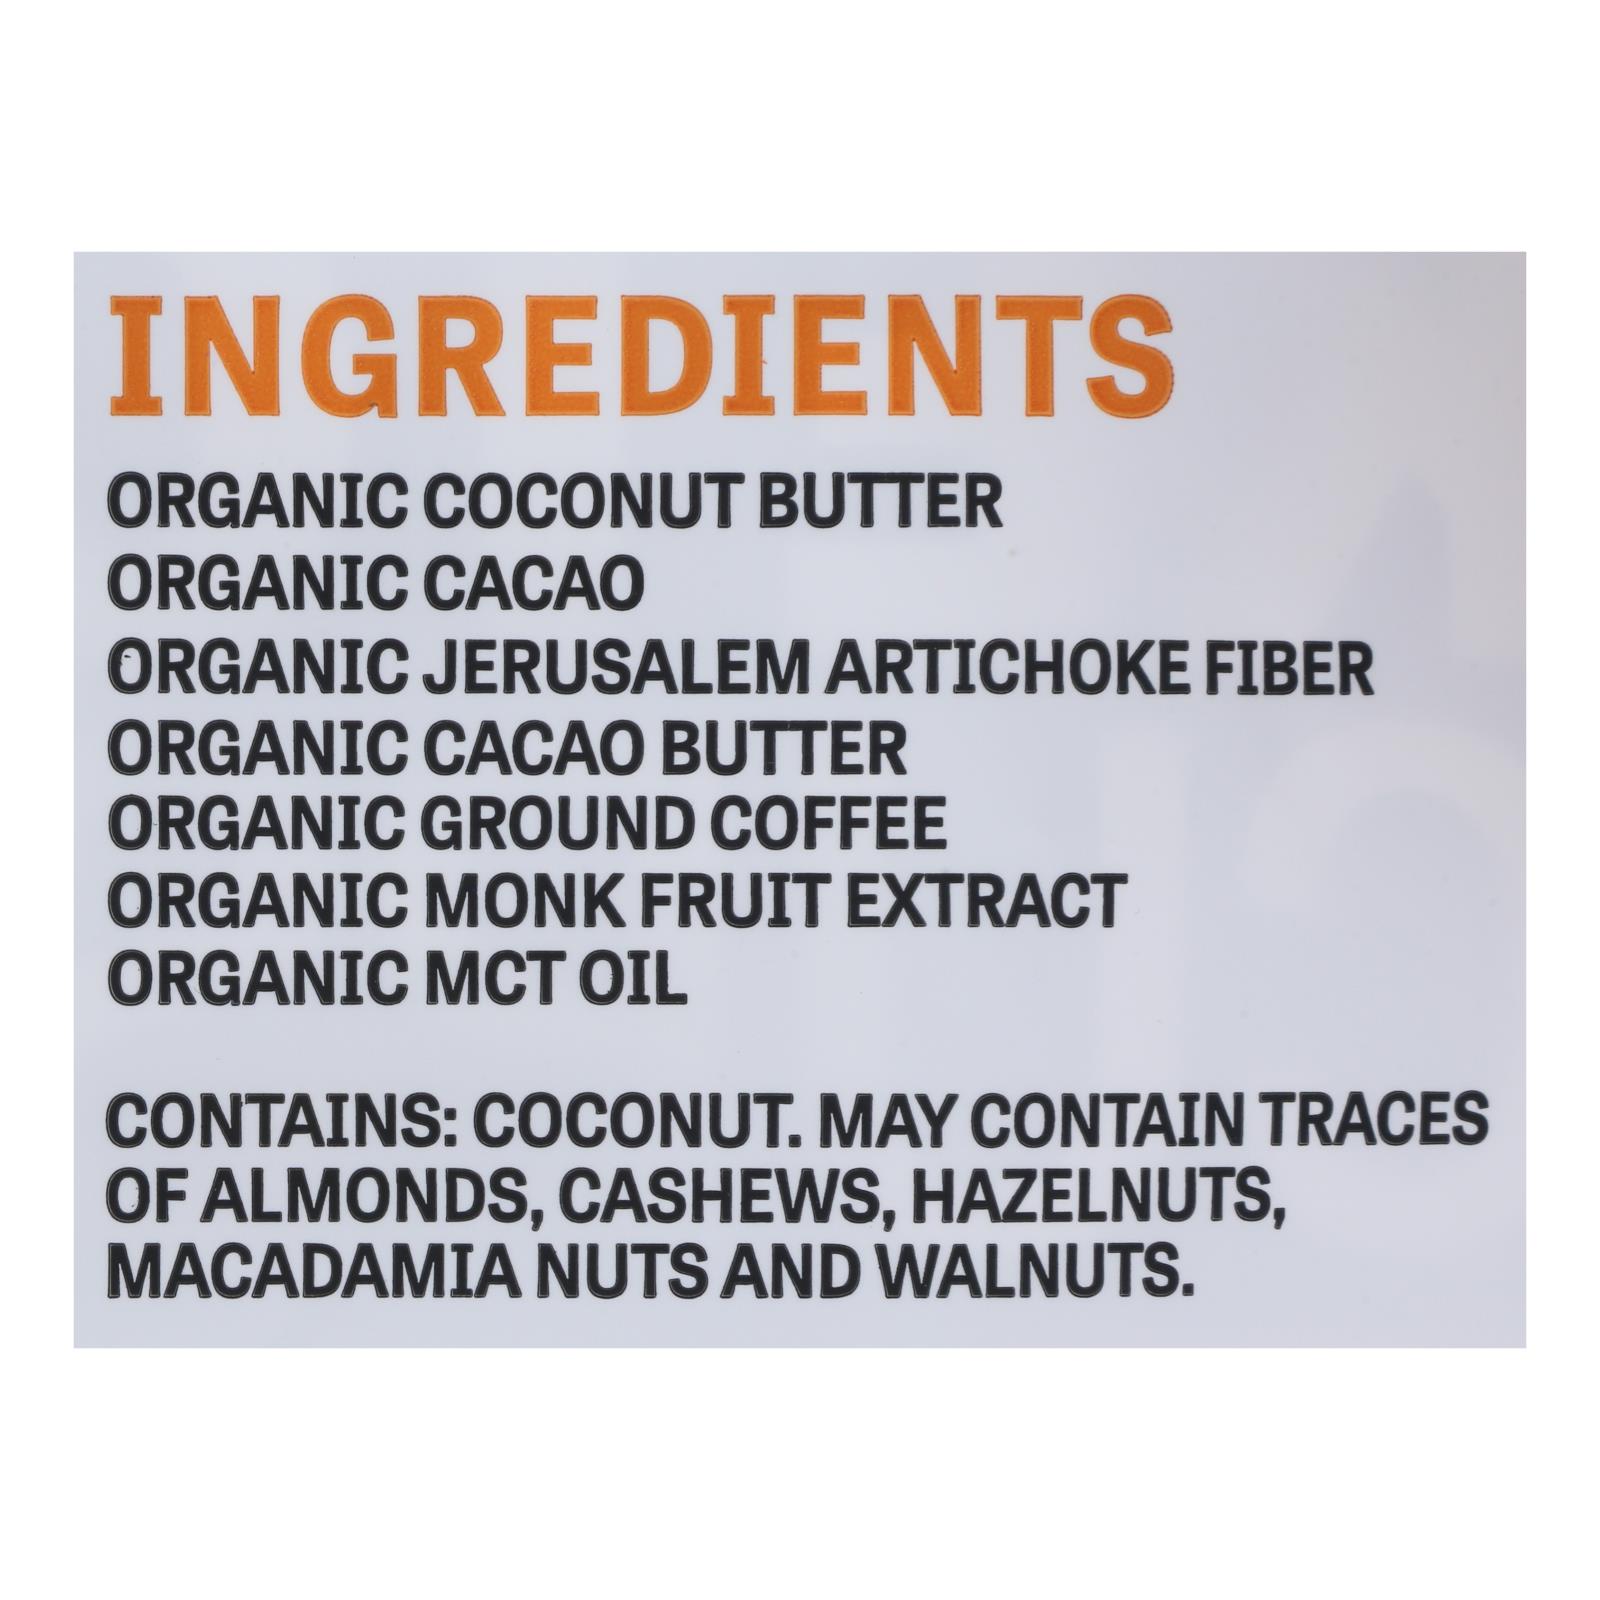 INGREDIENTS
ORGANIC COCONUT BUTTER
ORGANIC CACAO
ORGANIC JERUSALEM ARTICHOKE FIBER
ORGANIC CACAO BUTTER
ORGANIC GROUND COFFEE
ORGANIC MONK FRUIT EXTRACT
ORGANIC MCT OIL
CONTAINS: COCONUT. MAY CONTAIN TRACES
OF ALMONDS, CASHEWS, HAZELNUTS,
MACADAMIA NUTS AND WALNUTS.